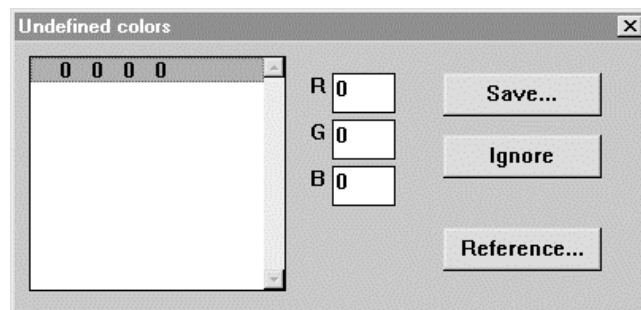 Undefined colors
0 0 0 0
R 0
G 0
B 0
Save...
Ignore
Reference...